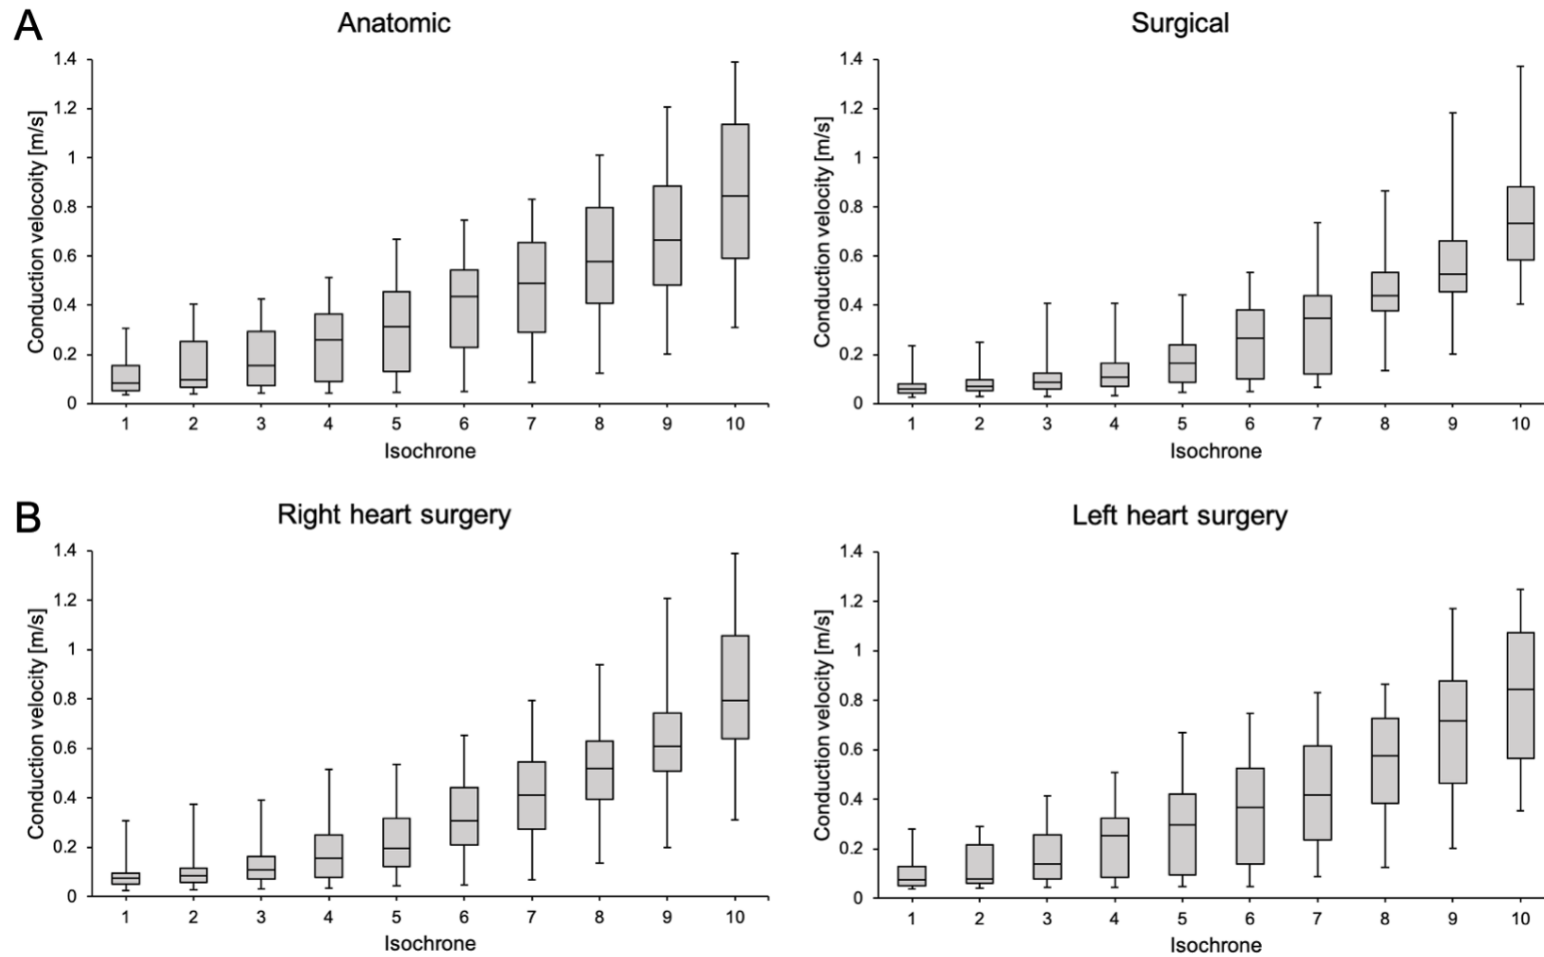 A
Anatomic
Surgical
Conduction velocoity [m/s]
1.4
1.2
1
0.8
0.6
0.4
0.2
0
1 2 3 4 5 6 7 8 9 10
Isochrone
Conduction velocity [m/s]
1.4
1.2
1
0.8
0.6
0.4
0.2
0
1 2 3 4 5 6 7 8 9 10
Isochrone
B
Right heart surgery
Left heart surgery
Conduction velocity [m/s]
1.4
1.2
1
0.8
0.6
0.4
0.2
0
1 2 3 4 5 6 7 8 9 10
Isochrone
Conduction velocity [m/s]
1.4
1.2
1
0.8
0.6
0.4
0.2
0
1 2 3 4 5 6 7 8 9 10
Isochrone